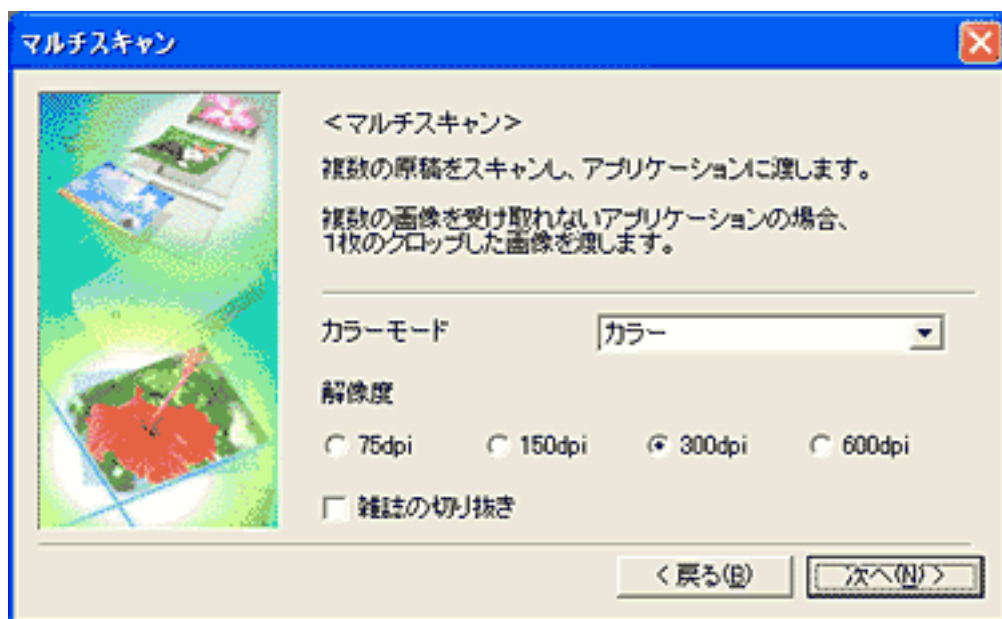 マルチスキャン
<マルチスキャン>
複数の原稿をスキャンし、アプリケーションに渡します。
複数の画像を受け取れないアプリケーションの場合、
1枚のクロップした画像を渡します。
カラーモード カラー
解像度
75dpi 150dpi 300dpi 600dpi
雑誌の切り抜き
< 戻る(B) 次へ(N) >